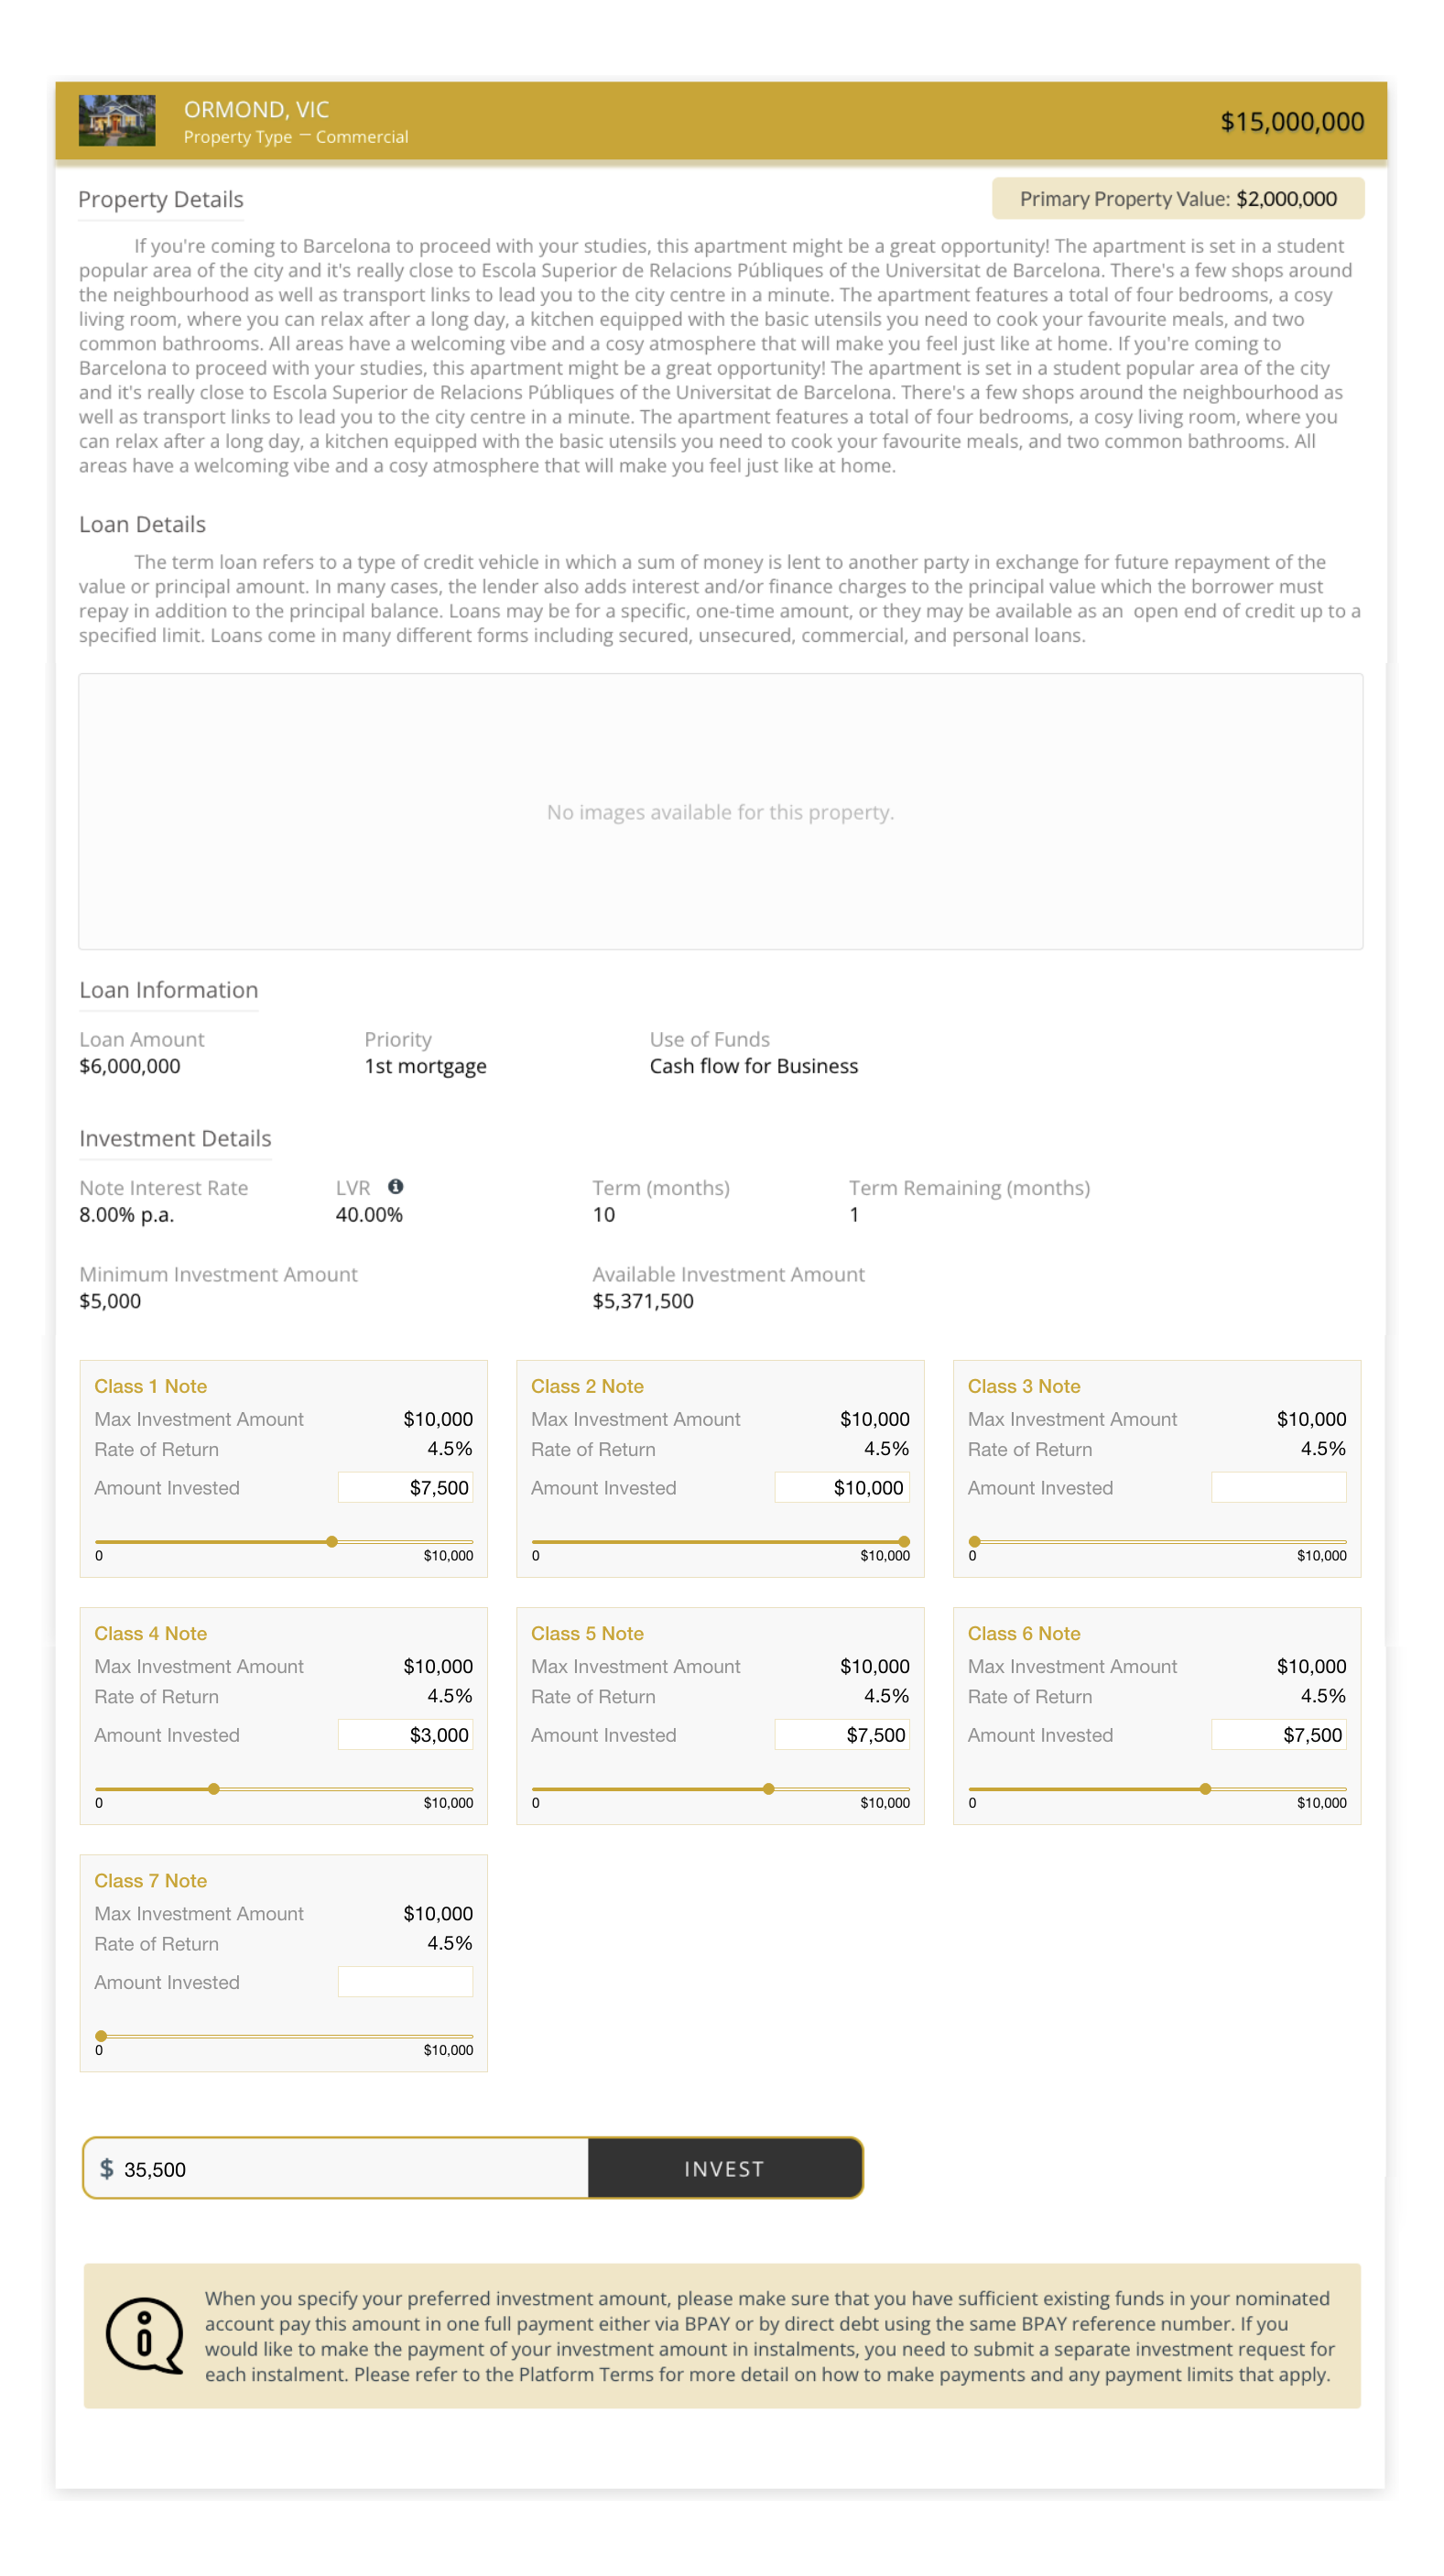 ORMOND, VIC
Property Type — Commercial
$15,000,000
Property Details
Primary Property Value: $2,000,000
If you're coming to Barcelona to proceed with your studies, this apartment might be a great opportunity! The apartment is set in a student
popular area of the city and it's really close to Escola Superior de Relacions Públiques of the Universitat de Barcelona. There's a few shops around
the neighbourhood as well as transport links to lead you to the city centre in a minute. The apartment features a total of four bedrooms, a cosy
living room, where you can relax after a long day, a kitchen equipped with the basic utensils you need to cook your favourite meals, and two
common bathrooms. All areas have a welcoming vibe and a cosy atmosphere that will make you feel just like at home. If you're coming to
Barcelona to proceed with your studies, this apartment might be a great opportunity! The apartment is set in a student popular area of the city
and it's really close to Escola Superior de Relacions Públiques of the Universitat de Barcelona. There's a few shops around the neighbourhood as
well as transport links to lead you to the city centre in a minute. The apartment features a total of four bedrooms, a cosy living room, where you
can relax after a long day, a kitchen equipped with the basic utensils you need to cook your favourite meals, and two common bathrooms. All
areas have a welcoming vibe and a cosy atmosphere that will make you feel just like at home.
Loan Details
The term loan refers to a type of credit vehicle in which a sum of money is lent to another party in exchange for future repayment of the
value or principal amount. In many cases, the lender also adds interest and/or finance charges to the principal value which the borrower must
repay in addition to the principal balance. Loans may be for a specific, one-time amount, or they may be available as an open end of credit up to a
specified limit. Loans come in many different forms including secured, unsecured, commercial, and personal loans.
No images available for this property.
Loan Information
Loan Amount Priority Use of Funds
$6,000,000 1st mortgage Cash flow for Business
Investment Details
Note Interest Rate LVR Term (months) Term Remaining (months)
8.00% p.a. 40.00% 10 1
Minimum Investment Amount Available Investment Amount
$5,000 $5,371,500
Class 1 Note
Max Investment Amount $10,000
Rate of Return 4.5%
Amount Invested $7,500
0 $10,000
Class 2 Note
Max Investment Amount $10,000
Rate of Return 4.5%
Amount Invested $10,000
0 $10,000
Class 3 Note
Max Investment Amount $10,000
Rate of Return 4.5%
Amount Invested
0 $10,000
Class 4 Note
Max Investment Amount $10,000
Rate of Return 4.5%
Amount Invested $3,000
0 $10,000
Class 5 Note
Max Investment Amount $10,000
Rate of Return 4.5%
Amount Invested $7,500
0 $10,000
Class 6 Note
Max Investment Amount $10,000
Rate of Return 4.5%
Amount Invested $7,500
0 $10,000
Class 7 Note
Max Investment Amount $10,000
Rate of Return 4.5%
Amount Invested
0 $10,000
$ 35,500 INVEST
When you specify your preferred investment amount, please make sure that you have sufficient existing funds in your nominated
account pay this amount in one full payment either via BPAY or by direct debt using the same BPAY reference number. If you
would like to make the payment of your investment amount in instalments, you need to submit a separate investment request for
each instalment. Please refer to the Platform Terms for more detail on how to make payments and any payment limits that apply.